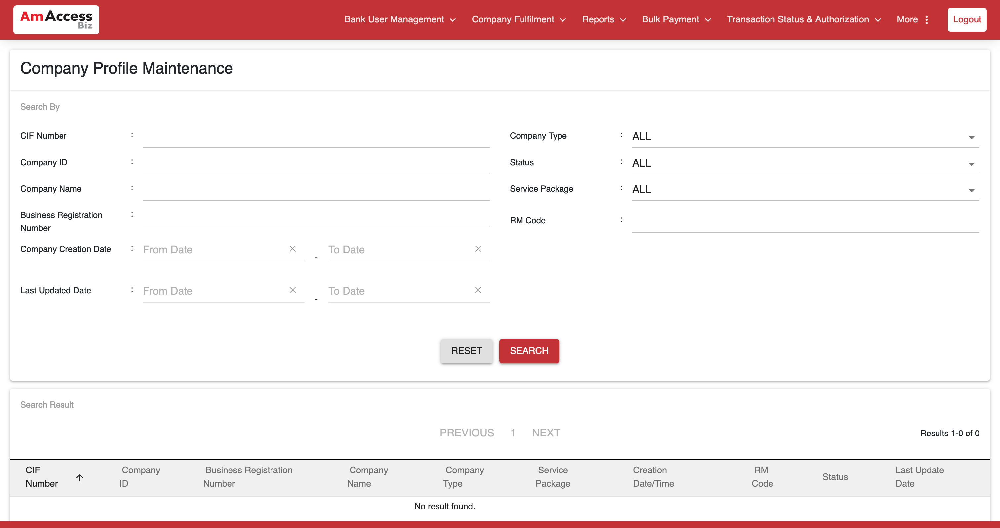 AmAccess
Biz
Bank User Management
Company Fulfilment
Reports
Bulk Payment
Transaction Status & Authorization
More
Logout
Company Profile Maintenance
Search By
CIF Number :
Company Type : ALL
Company ID :
Status : ALL
Company Name :
Service Package : ALL
Business Registration Number :
RM Code :
Company Creation Date : From Date - To Date
Last Updated Date : From Date - To Date
RESET
SEARCH
Search Result
PREVIOUS 1 NEXT
Results 1-0 of 0
CIF Number
Company ID
Business Registration Number
Company Name
Company Type
Service Package
Creation Date/Time
RM Code
Status
Last Update Date
No result found.